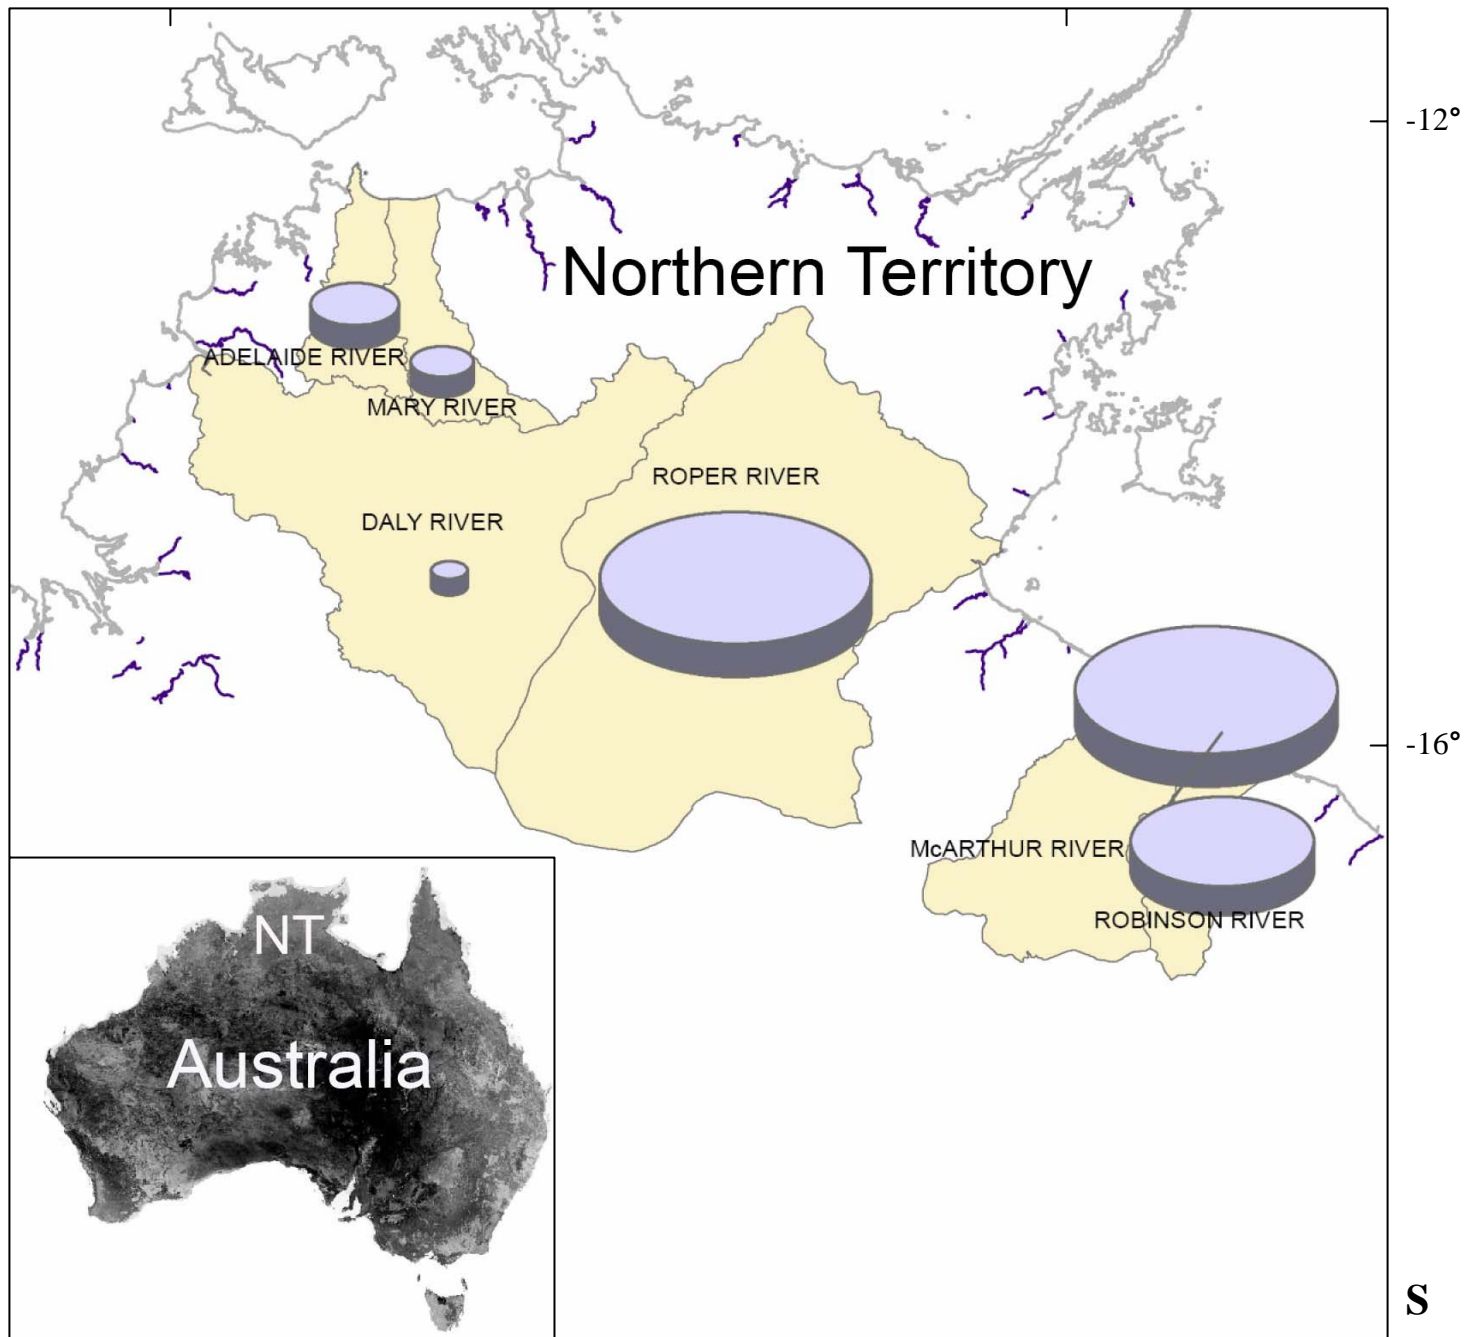 -12°
Northern Territory
ADELAIDE RIVER
MARY RIVER
ROPER RIVER
DALY RIVER
-16°
McARTHUR RIVER
ROBINSON RIVER
NT
Australia
S